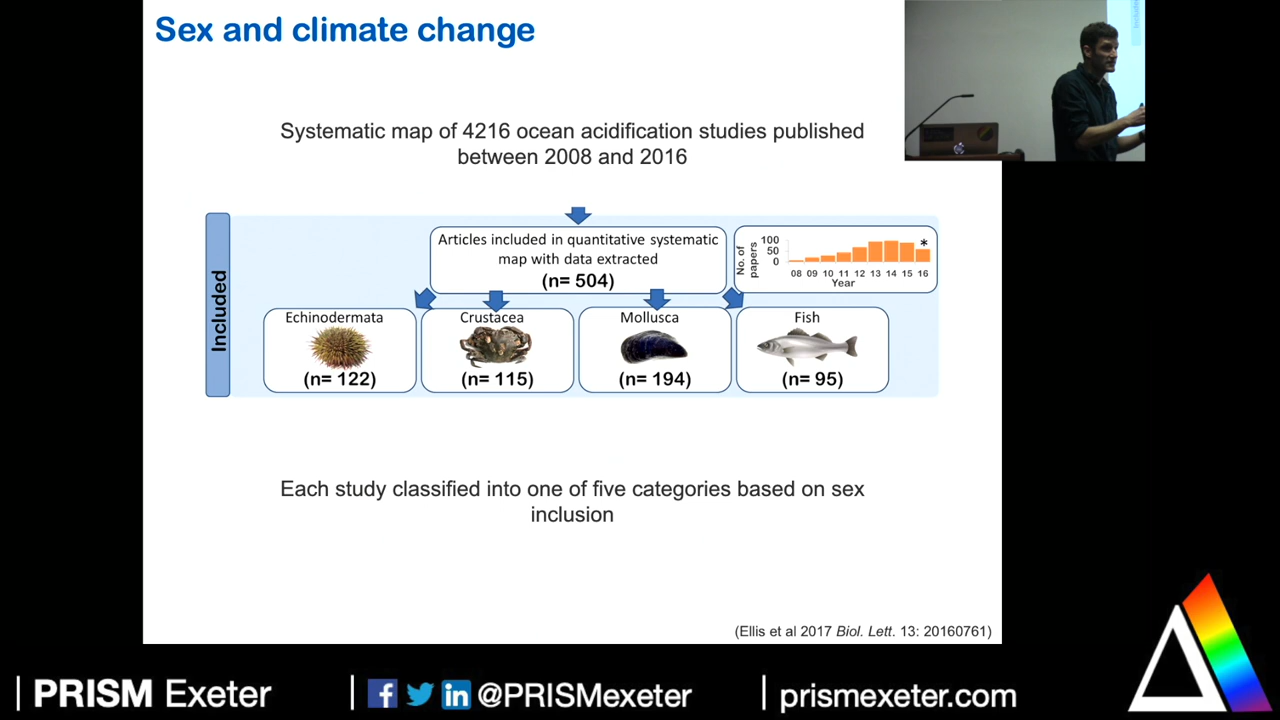 Sex and climate change
Systematic map of 4216 ocean acidification studies published
between 2008 and 2016
Included
Articles included in quantitative systematic
map with data extracted
(n= 504)
No. of
papers
100
50
0
*
08 09 10 11 12 13 14 15 16
Year
Echinodermata
(n= 122)
Crustacea
(n= 115)
Mollusca
(n= 194)
Fish
(n= 95)
Each study classified into one of five categories based on sex
inclusion
(Ellis et al 2017 Biol. Lett. 13: 20160761)
| PRISM Exeter
| @PRISMexeter
| prismexeter.com